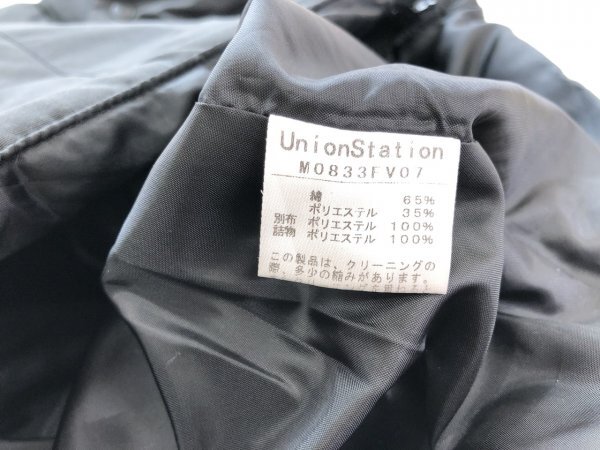 UnionStation
M0833FV07
綿 65%
ポリエステル 35%
別布 ポリエステル 100%
詰物 ポリエステル 100%
この製品は、クリーニングの
際、多少の縮みがあります。